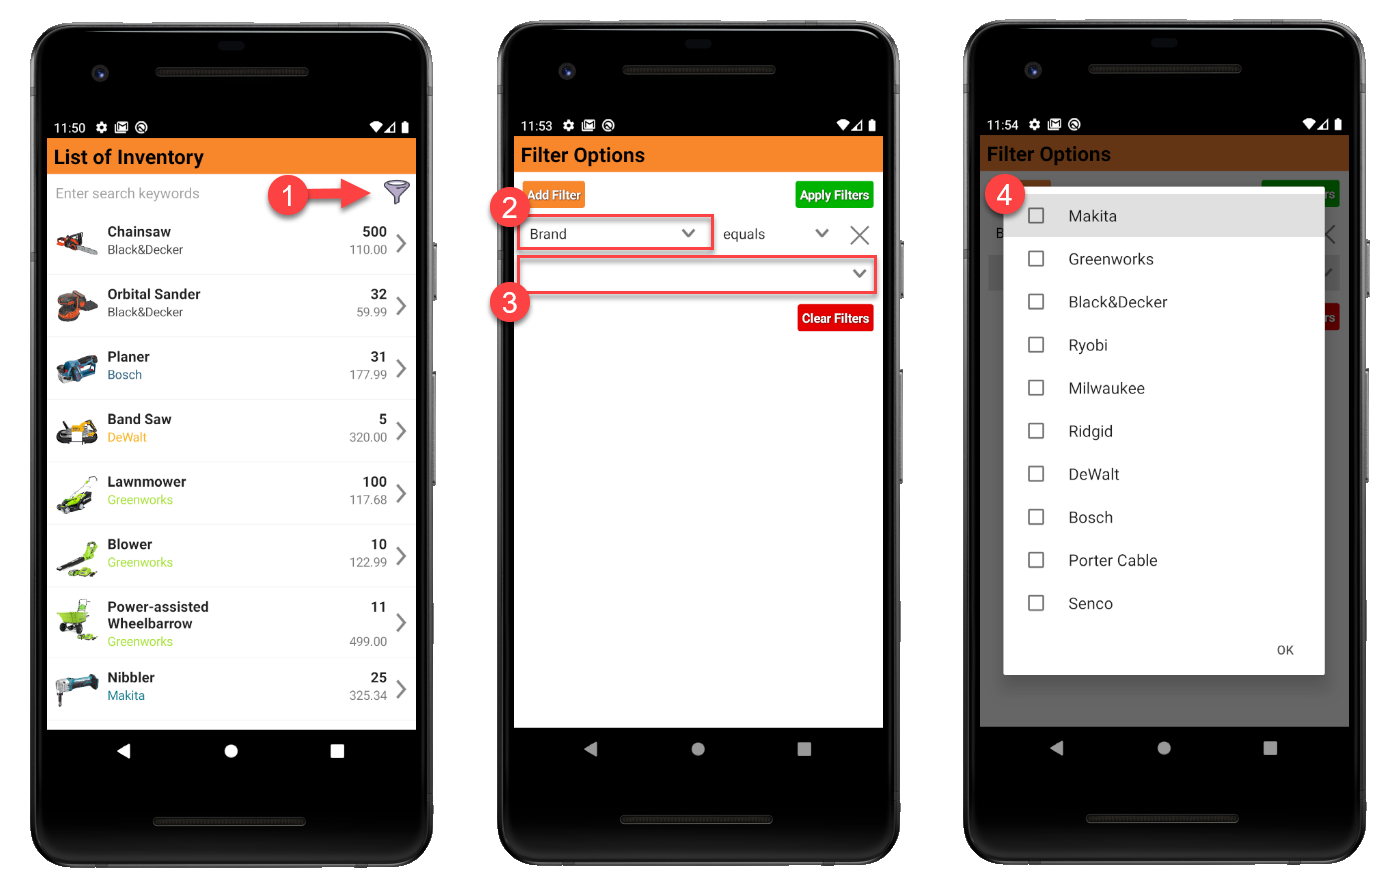 11:50
List of Inventory
Enter search keywords
1
Chainsaw 500
Black&Decker 110.00
Orbital Sander 32
Black&Decker 59.99
Planer 31
Bosch 177.99
Band Saw 5
DeWalt 320.00
Lawnmower 100
Greenworks 117.68
Blower 10
Greenworks 122.99
Power-assisted 11
Wheelbarrow
Greenworks 499.00
Nibbler 25
Makita 325.34
11:53
Filter Options
Add Filter Apply Filters
2
Brand equals
3
Clear Filters
11:54
Filter Options
4
rs
B
Makita
Greenworks
Black&Decker
Ryobi
rs
Milwaukee
Ridgid
DeWalt
Bosch
Porter Cable
Senco
OK